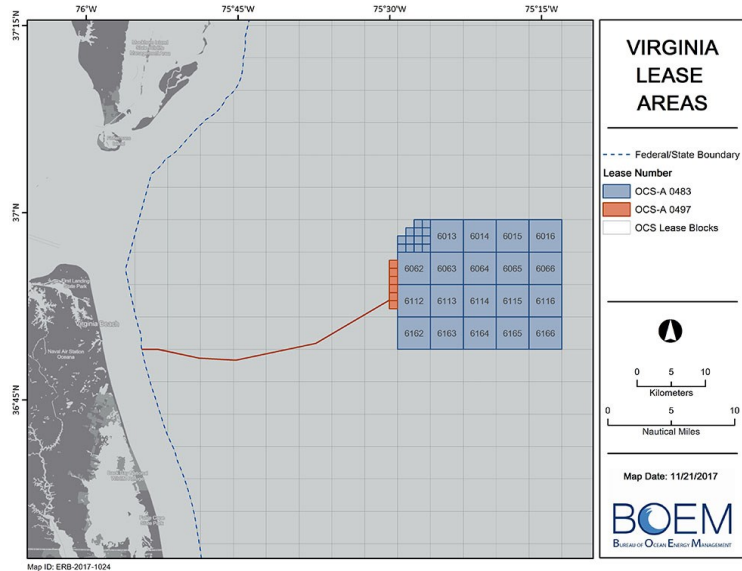 76°W
75°45'W
75°30'W
75°15'W
37°15'N
37°N
36°45'N
Virginia Beach
Naval Air Station
Oceana
6013
6014
6015
6016
6062
6063
6064
6065
6066
6112
6113
6114
6115
6116
6162
6163
6164
6165
6166
VIRGINIA
LEASE
AREAS
Federal/State Boundary
Lease Number
OCS-A 0483
OCS-A 0497
OCS Lease Blocks
N
0 5 10
Kilometers
0 5 10
Nautical Miles
Map Date: 11/21/2017
BOEM
BUREAU OF OCEAN ENERGY MANAGEMENT
Map ID: ERB-2017-1024